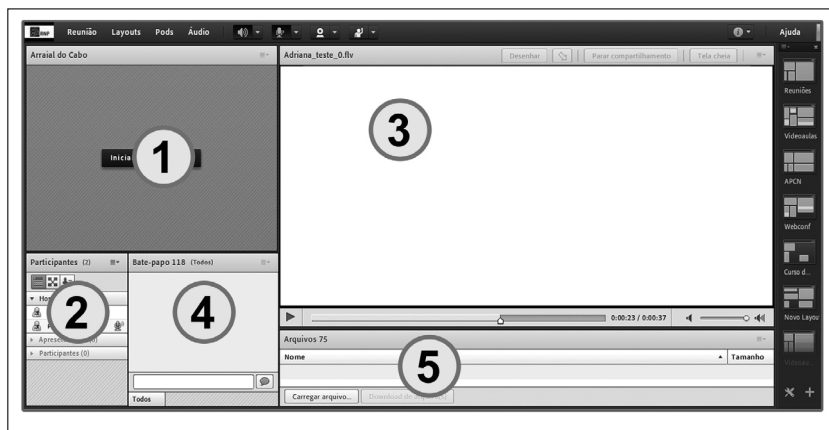 RNP Reunião Layouts Pods Áudio Ajuda
Arraial do Cabo
1
Adriana_teste_0.flv Desenhar Parar compartilhamento Tela cheia
3
Participantes (2)
2
Participantes (0)
Bate-papo 118 (Todos)
4
Todos
0:00:23 / 0:00:37
Arquivos 75
Nome Tamanho
5
Carregar arquivo...
Reuniões
Videoaulas
APCN
Webconf
Curso d...
Novo Layou